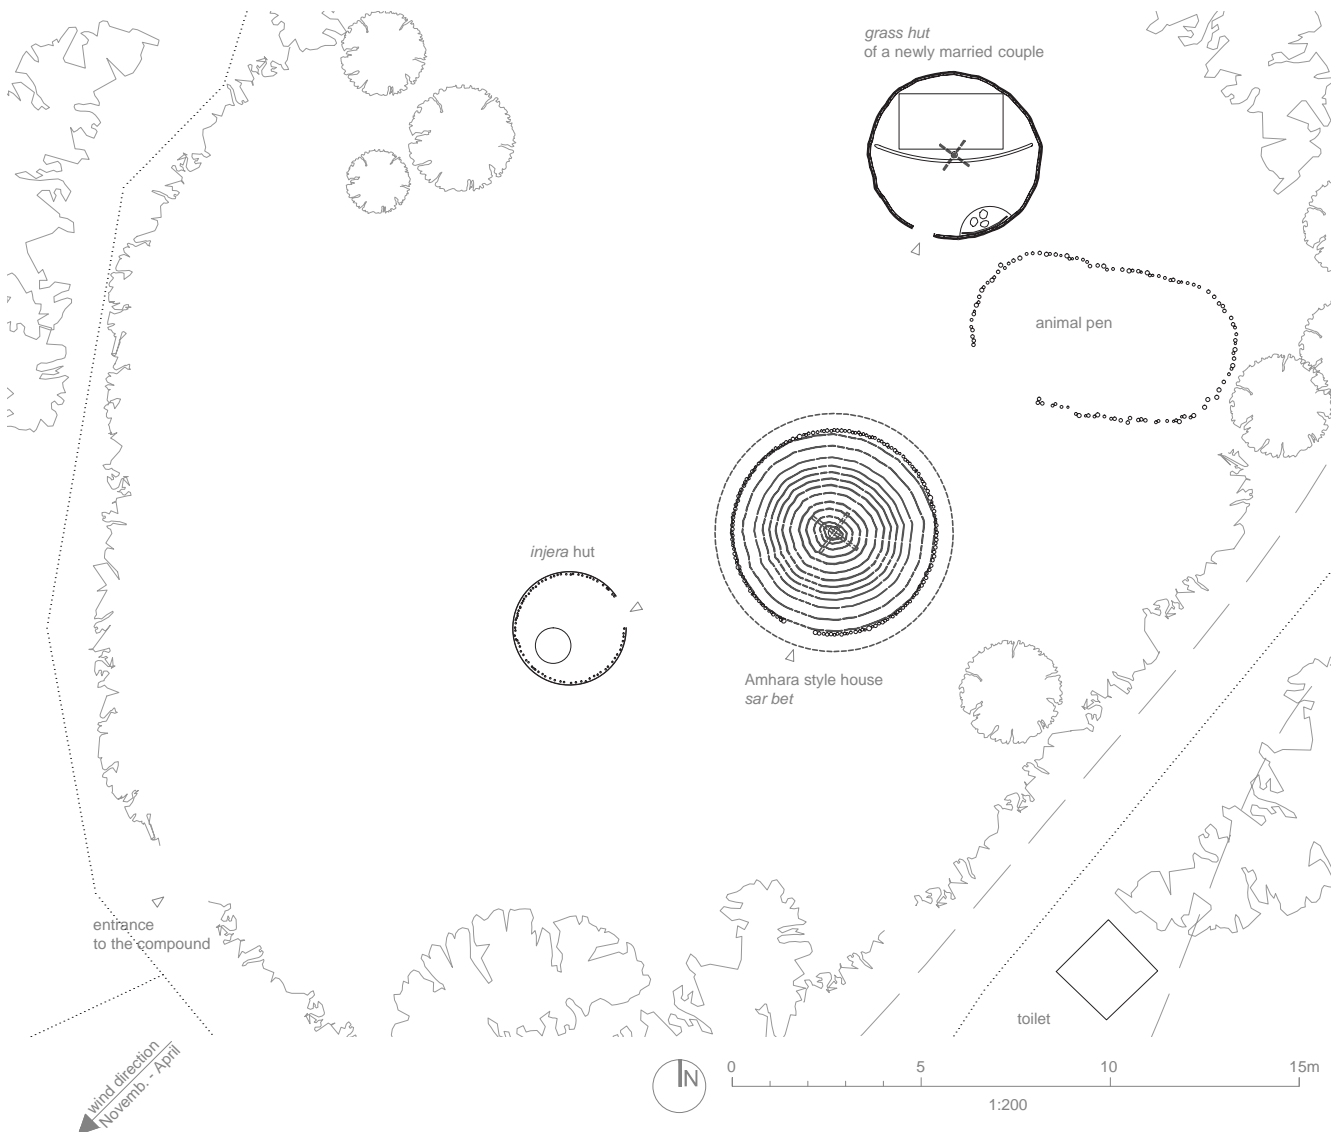 grass hut
of a newly married couple
animal pen
injera hut
Amhara style house
sar bet
entrance
to the compound
toilet
wind direction
Novemb. - April
N
0 5 10 15m
1:200